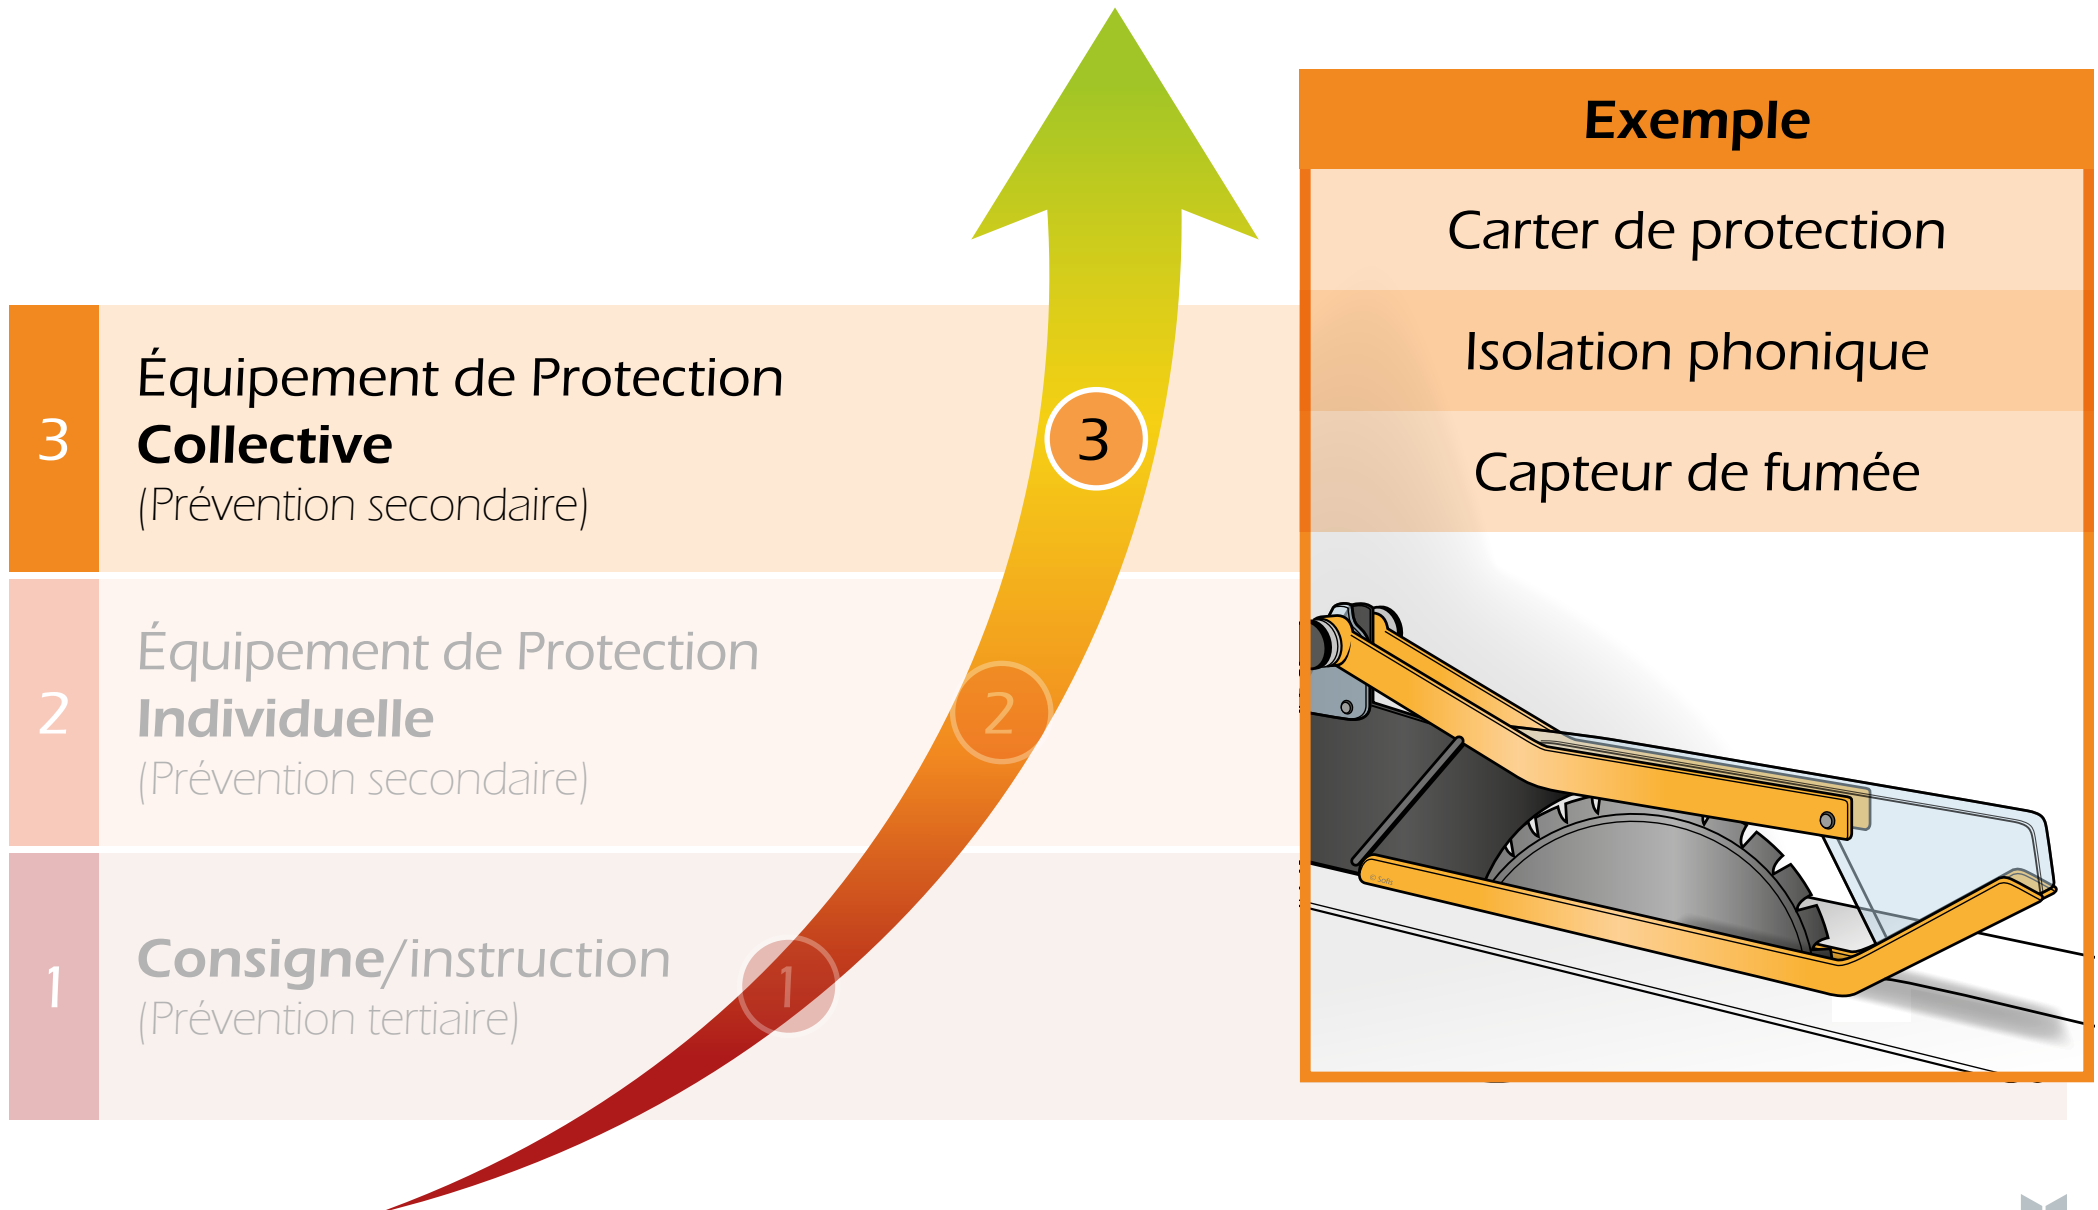 Exemple
Carter de protection
Isolation phonique
Capteur de fumée
3
Équipement de Protection
Collective
(Prévention secondaire)
3
2
Équipement de Protection
Individuelle
(Prévention secondaire)
2
1
Consigne/instruction
(Prévention tertiaire)
1
© Sofis